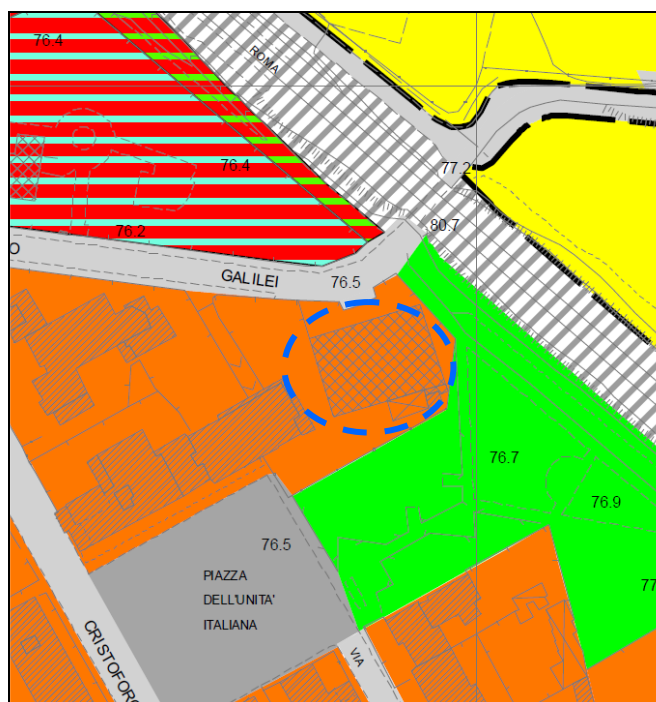 76.4
ROMA
76.4
77.2
76.2
80.7
O
GALILEI
76.5
76.7
76.9
76.5
77
PIAZZA
DELL'UNITA'
ITALIANA
CRISTOFORO
VIA